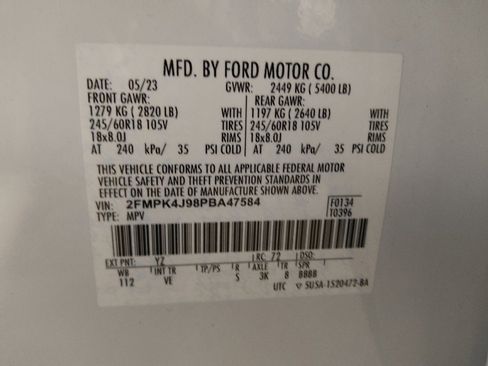 MFD. BY FORD MOTOR CO.
DATE: 05/23 GVWR: 2449 KG ( 5400 LB)
FRONT GAWR: REAR GAWR:
1279 KG ( 2820 LB) WITH 1197 KG ( 2640 LB) WITH
245/60R18 105V TIRES 245/60R18 105V TIRES
18x8.0J RIMS 18x8.0J RIMS
AT 240 kPa/ 35 PSI COLD AT 240 kPa/ 35 PSI COLD
THIS VEHICLE CONFORMS TO ALL APPLICABLE FEDERAL MOTOR
VEHICLE SAFETY AND THEFT PREVENTION STANDARDS IN
EFFECT ON THE DATE OF MANUFACTURE SHOWN ABOVE.
VIN: 2FMPK4J98PBA47584 F0134
TYPE: MPV T0396
EXT PNT: YZ RC: 72 DSO:
WB INT TR TP/PS R AXLE TR SPR
112 VE S 3K 8 BBBB
UTC 5USA-1520472-BA